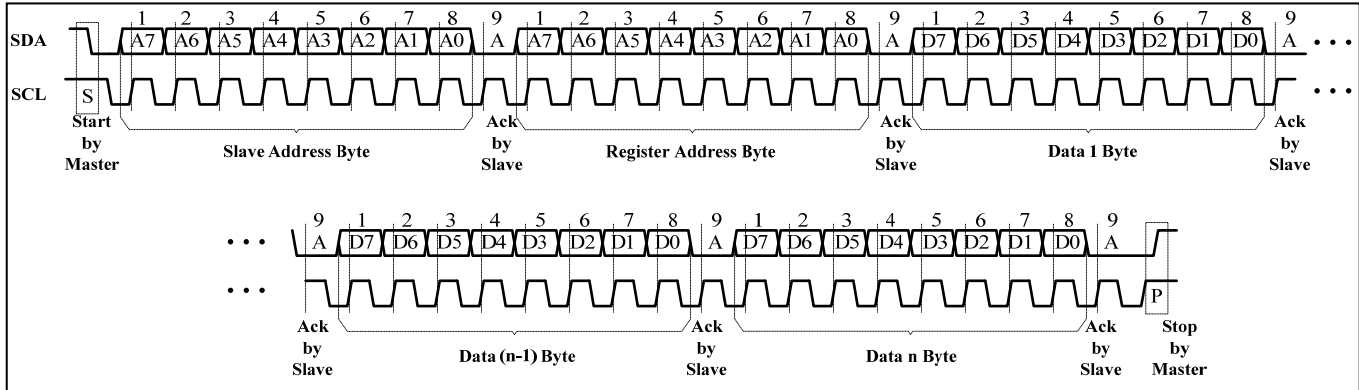 1 2 3 4 5 6 7 8 9 1 2 3 4 5 6 7 8 9 1 2 3 4 5 6 7 8 9
SDA A7 A6 A5 A4 A3 A2 A1 A0 A A7 A6 A5 A4 A3 A2 A1 A0 A D7 D6 D5 D4 D3 D2 D1 D0 A • • •
SCL S • • •
Start by Master
Slave Address Byte
Ack by Slave
Register Address Byte
Ack by Slave
Data 1 Byte
Ack by Slave
9 1 2 3 4 5 6 7 8 9 1 2 3 4 5 6 7 8 9
• • • A D7 D6 D5 D4 D3 D2 D1 D0 A D7 D6 D5 D4 D3 D2 D1 D0 A
• • • P
Ack by Slave
Data (n-1) Byte
Ack by Slave
Data n Byte
Ack by Slave
Stop by Master